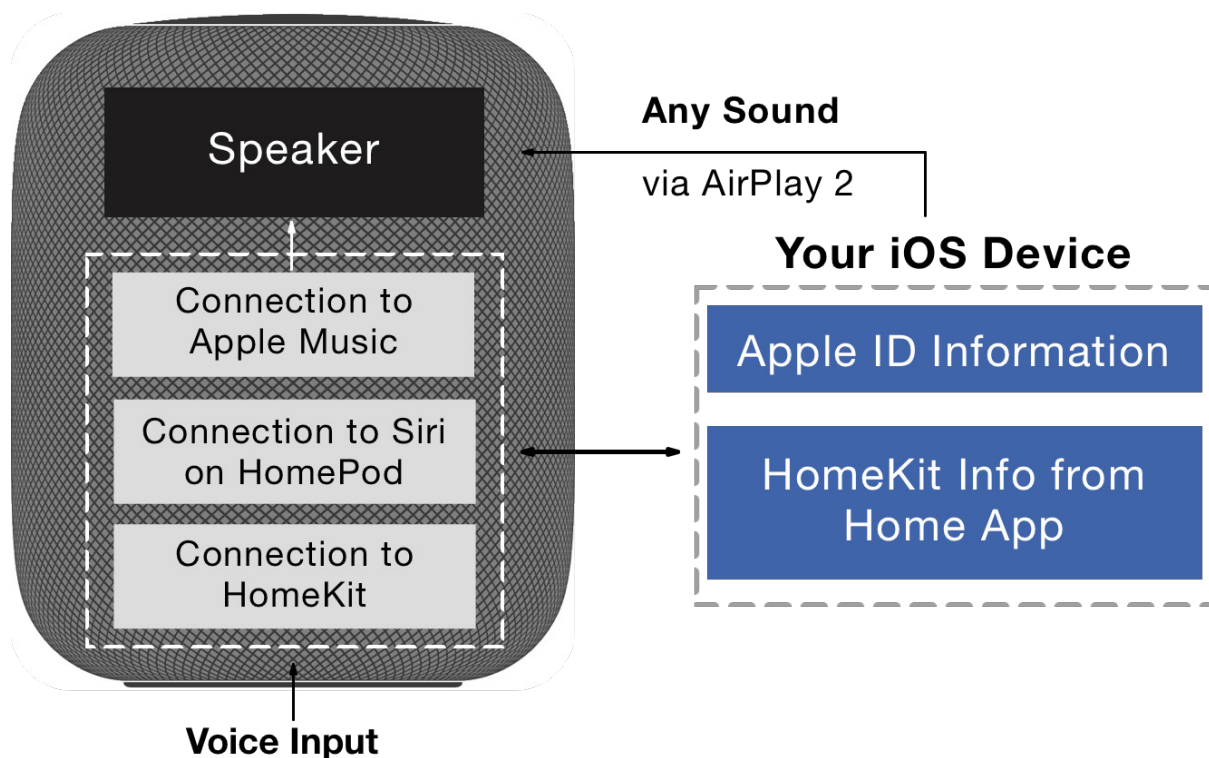 Speaker
Connection to
Apple Music
Connection to Siri
on HomePod
Connection to
HomeKit
Voice Input
Any Sound
via AirPlay 2
Your iOS Device
Apple ID Information
HomeKit Info from
Home App